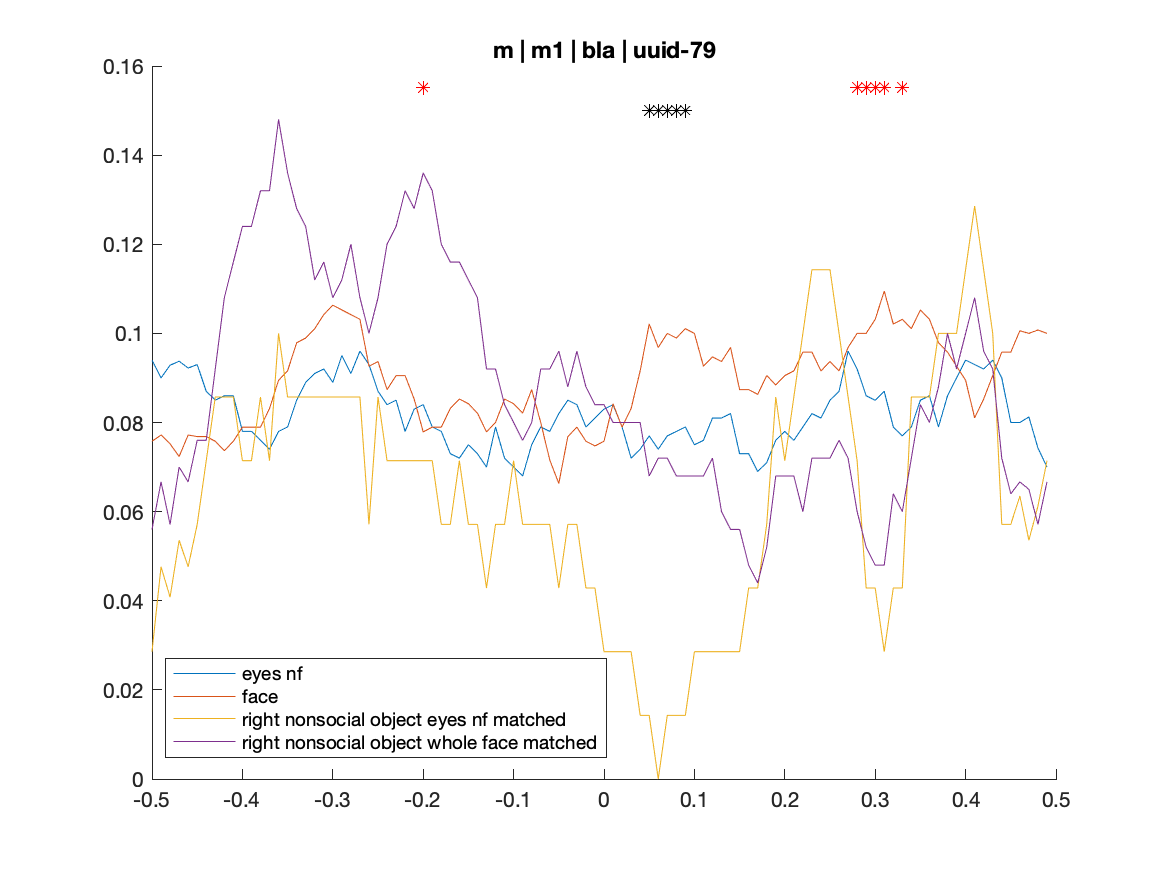 m | m1 | bla | uuid-79
0.16
0.14
0.12
0.1
0.08
0.06
0.04
0.02
0
eyes nf
face
right nonsocial object eyes nf matched
right nonsocial object whole face matched
-0.5 -0.4 -0.3 -0.2 -0.1 0 0.1 0.2 0.3 0.4 0.5